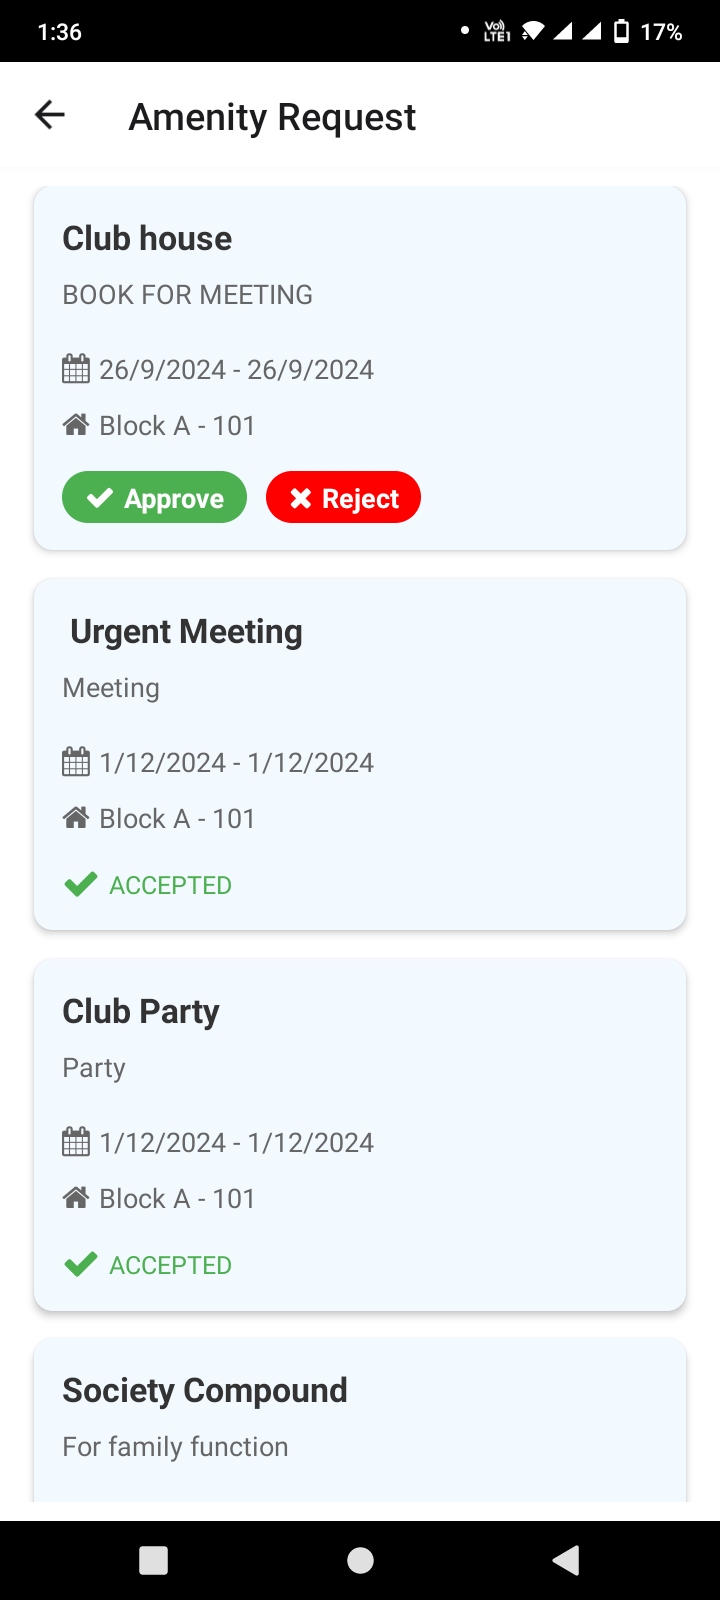 1:36
Vo)) LTE1 17%
Amenity Request
Club house
BOOK FOR MEETING
26/9/2024 - 26/9/2024
Block A - 101
Approve Reject
Urgent Meeting
Meeting
1/12/2024 - 1/12/2024
Block A - 101
ACCEPTED
Club Party
Party
1/12/2024 - 1/12/2024
Block A - 101
ACCEPTED
Society Compound
For family function